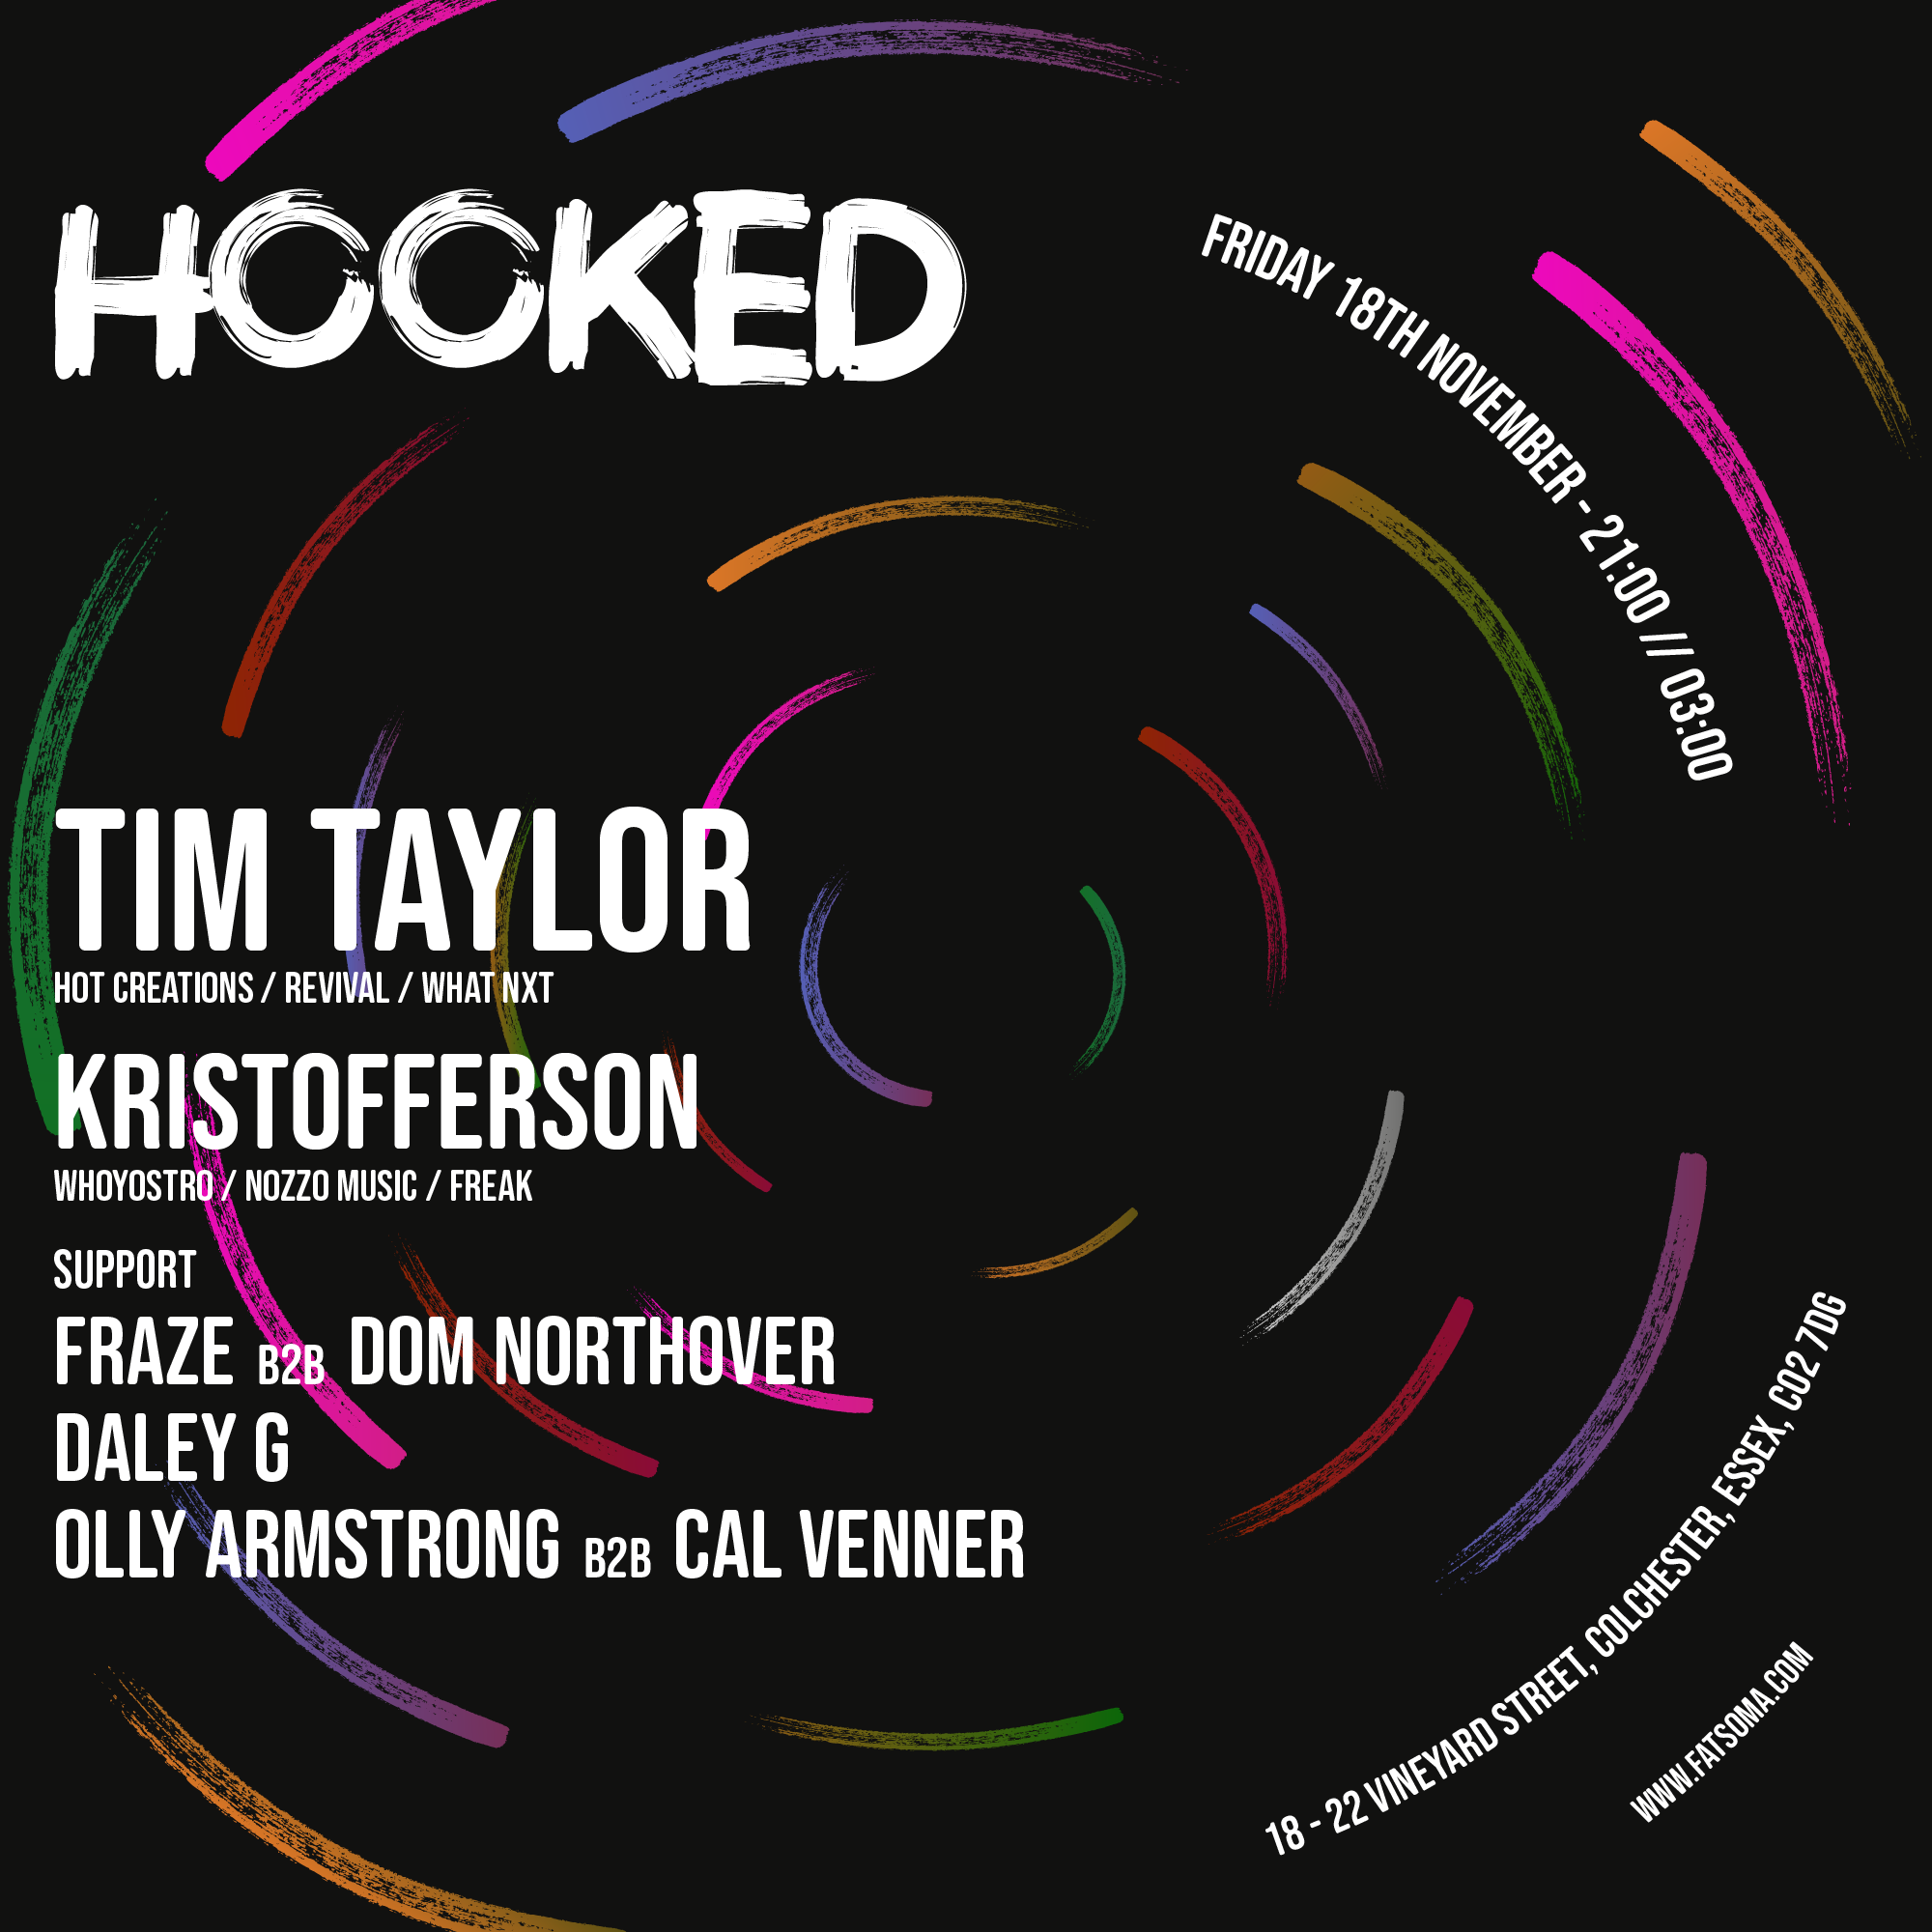 HOOKED
FRIDAY 18TH NOVEMBER - 21:00 // 03:00
TIM TAYLOR
HOT CREATIONS / REVIVAL / WHAT NXT
KRISTOFFERSON
WHOYOSTRO / NOZZO MUSIC / FREAK
SUPPORT
FRAZE B2B DOM NORTHOVER
DALEY G
OLLY ARMSTRONG B2B CAL VENNER
18 - 22 VINEYARD STREET, COLCHESTER, ESSEX, CO2 7DG
WWW.FATSOMA.COM